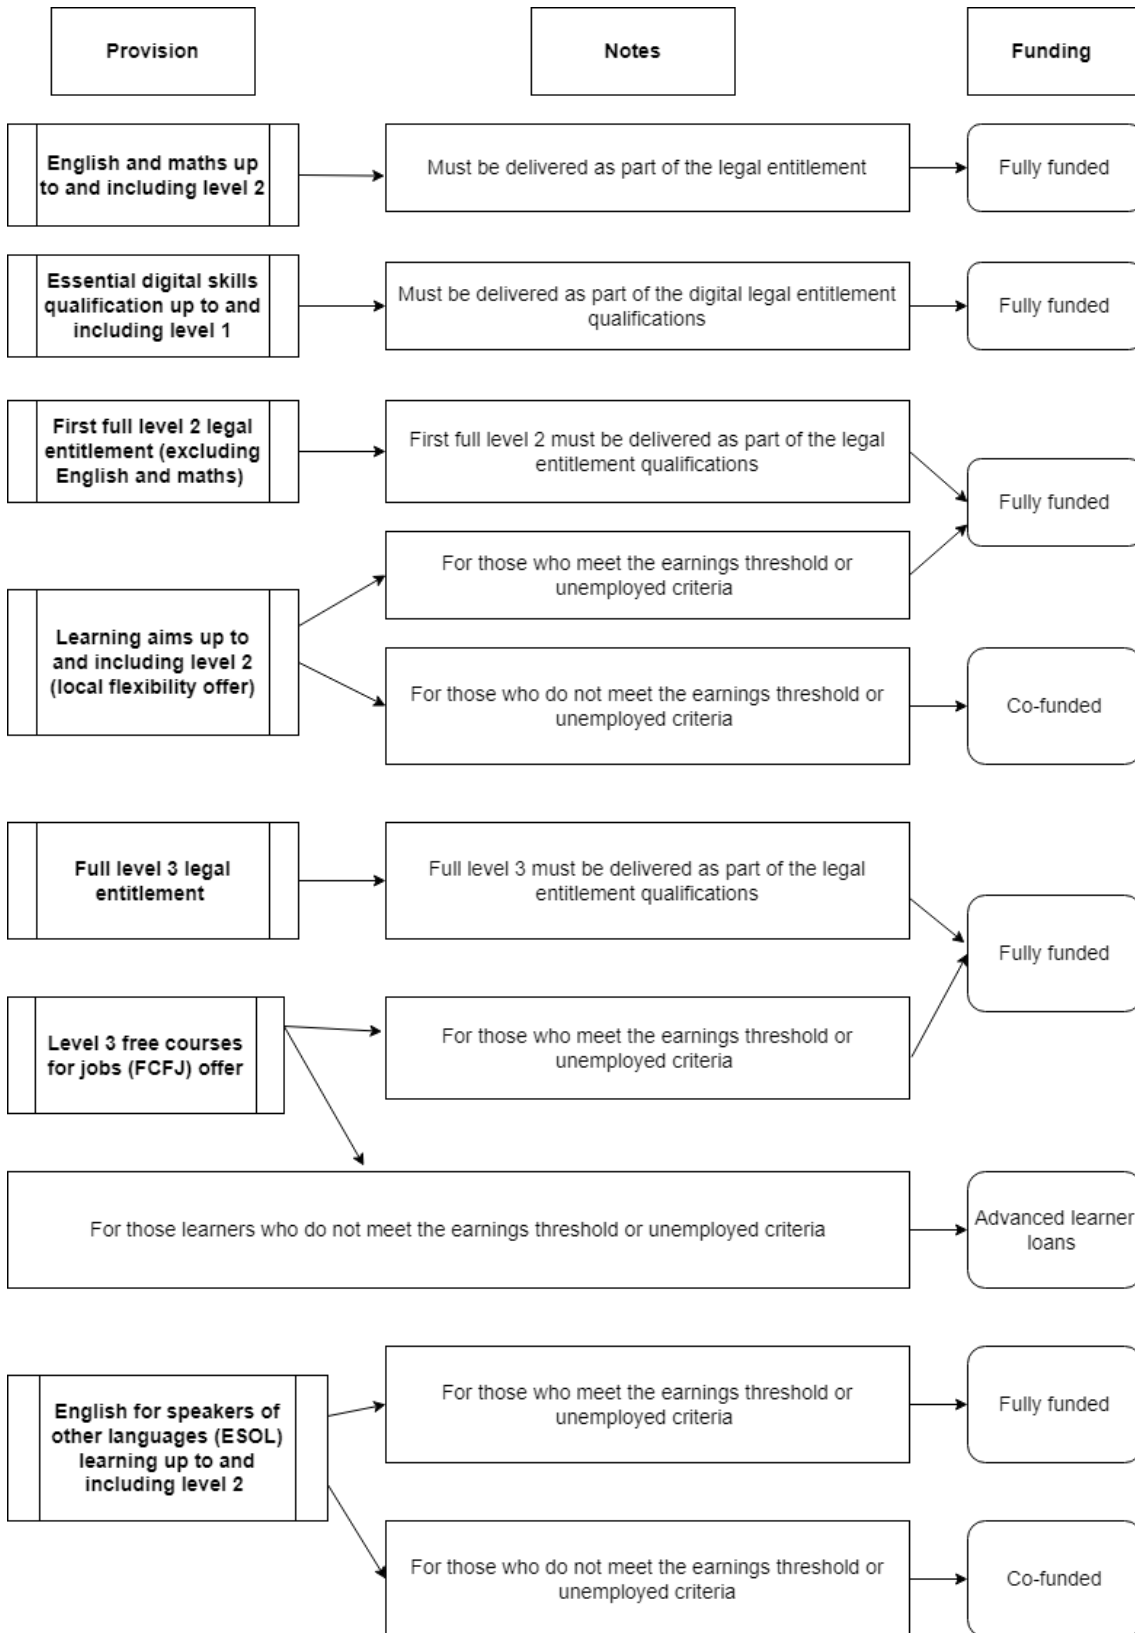 Provision
Notes
Funding
English and maths up
to and including level 2
Must be delivered as part of the legal entitlement
Fully funded
Essential digital skills
qualification up to and
including level 1
Must be delivered as part of the digital legal entitlement
qualifications
Fully funded
First full level 2 legal
entitlement (excluding
English and maths)
First full level 2 must be delivered as part of the legal
entitlement qualifications
Fully funded
Learning aims up to
and including level 2
(local flexibility offer)
For those who meet the earnings threshold or
unemployed criteria
For those who do not meet the earnings threshold or
unemployed criteria
Co-funded
Full level 3 legal
entitlement
Full level 3 must be delivered as part of the legal
entitlement qualifications
Fully funded
Level 3 free courses
for jobs (FCFJ) offer
For those who meet the earnings threshold or
unemployed criteria
For those learners who do not meet the earnings threshold or unemployed criteria
Advanced learner
loans
English for speakers of
other languages (ESOL)
learning up to and
including level 2
For those who meet the earnings threshold or
unemployed criteria
Fully funded
For those who do not meet the earnings threshold or
unemployed criteria
Co-funded